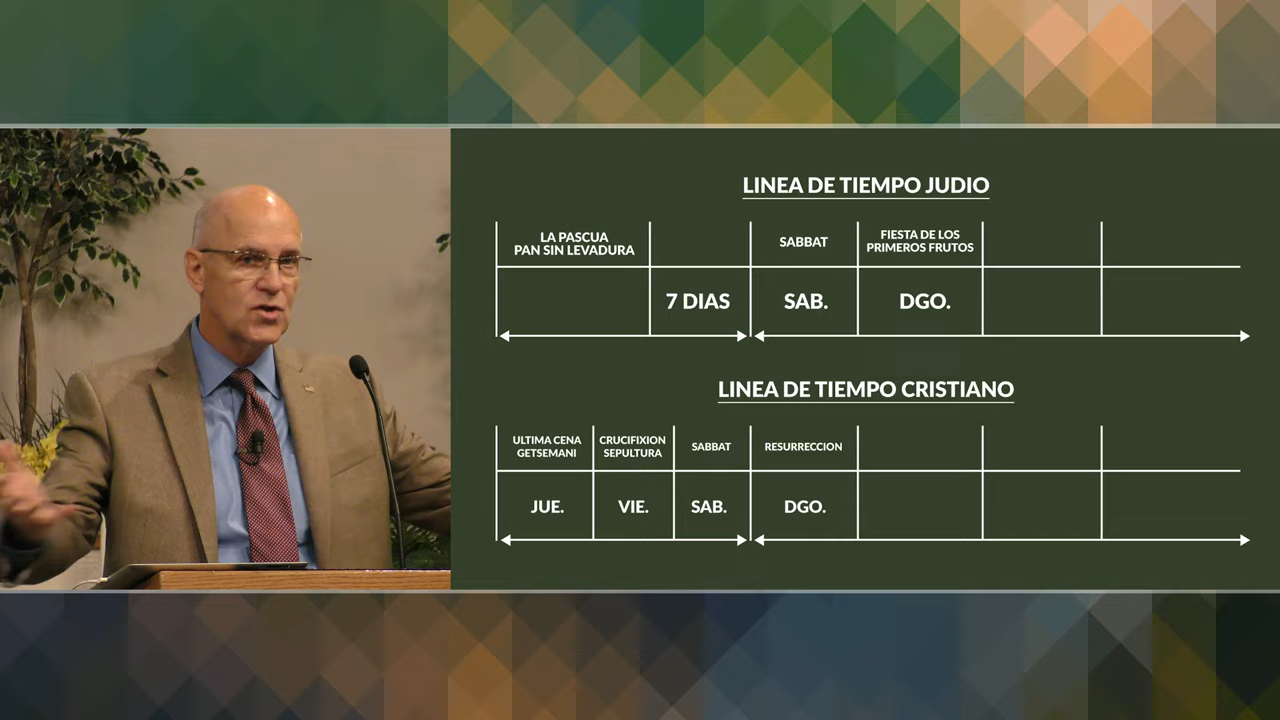 LINEA DE TIEMPO JUDIO
LA PASCUA
PAN SIN LEVADURA
SABBAT
FIESTA DE LOS
PRIMEROS FRUTOS
7 DIAS
SAB.
DGO.
LINEA DE TIEMPO CRISTIANO
ULTIMA CENA
GETSEMANI
CRUCIFIXION
SEPULTURA
SABBAT
RESURRECCION
JUE.
VIE.
SAB.
DGO.